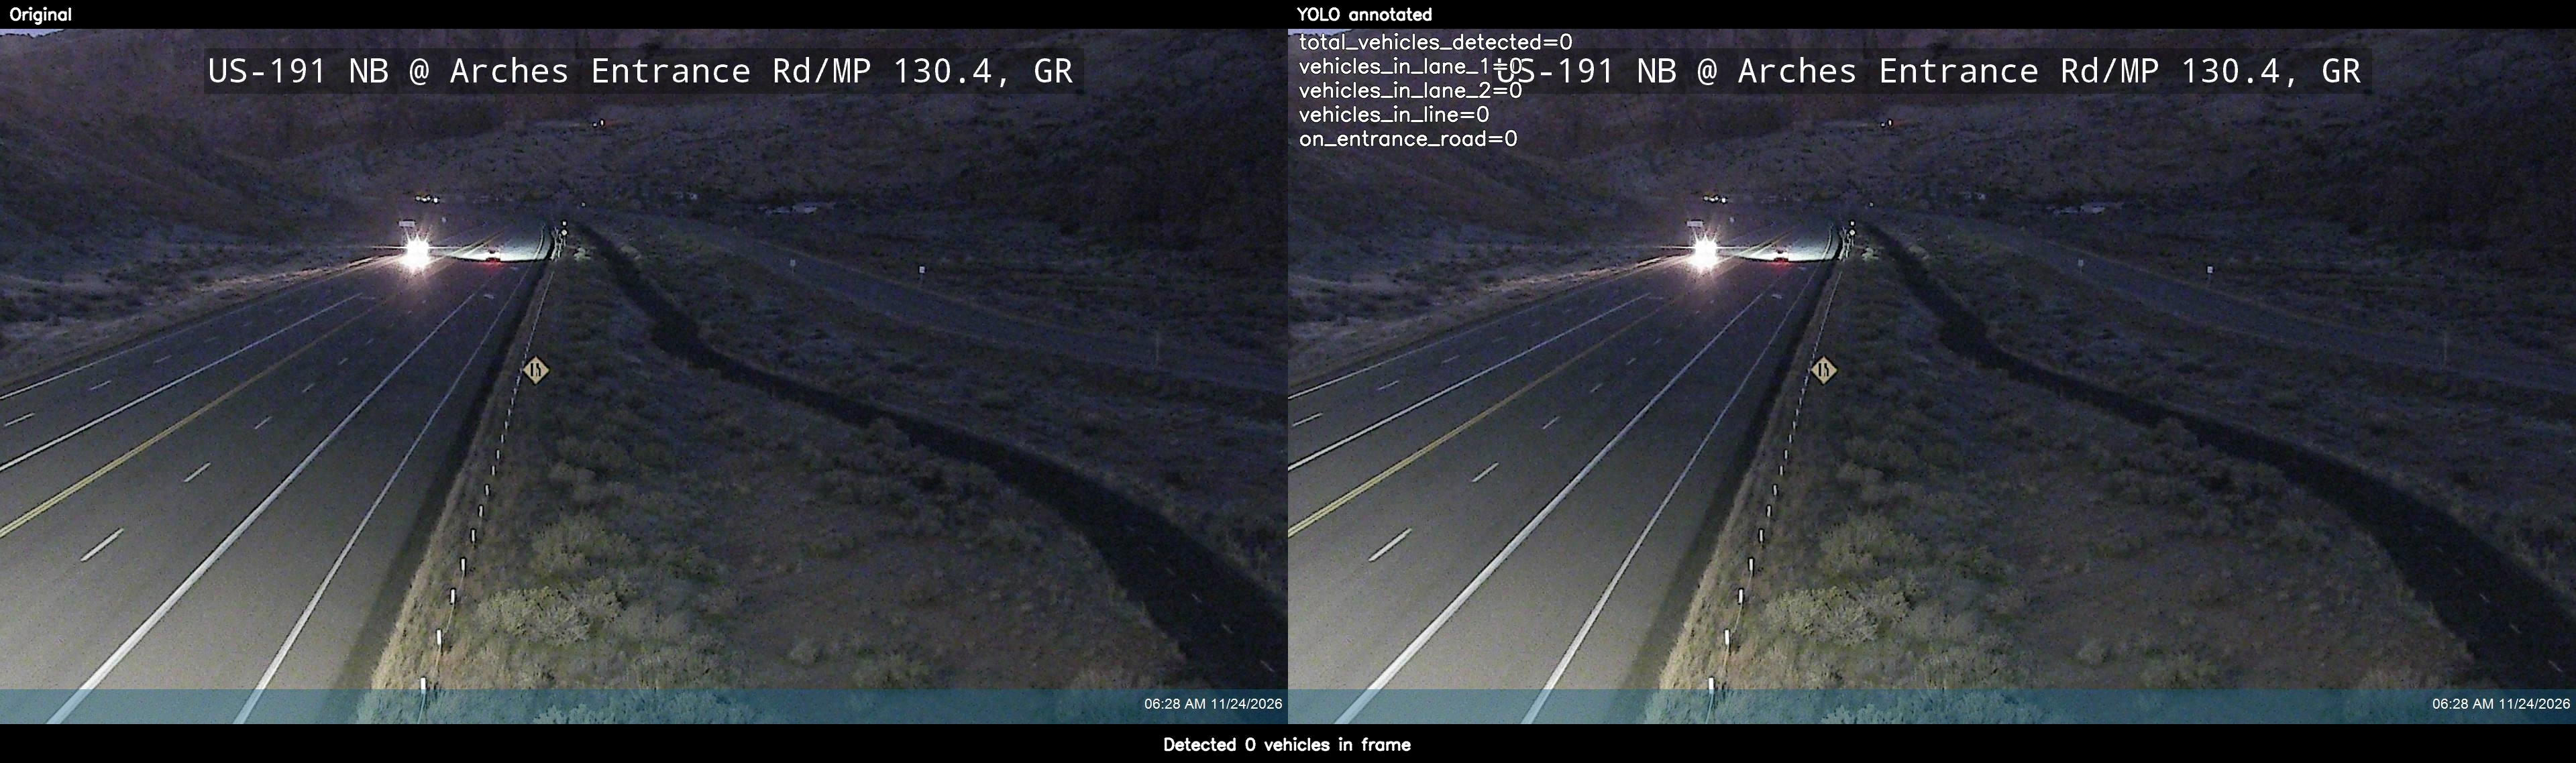 Original
US-191 NB @ Arches Entrance Rd/MP 130.4, GR
06:28 AM 11/24/2026
YOLO annotated
total_vehicles_detected=0
vehicles_in_lane_1=0
US-191 NB @ Arches Entrance Rd/MP 130.4, GR
vehicles_in_lane_2=0
vehicles_in_line=0
on_entrance_road=0
06:28 AM 11/24/2026
Detected 0 vehicles in frame